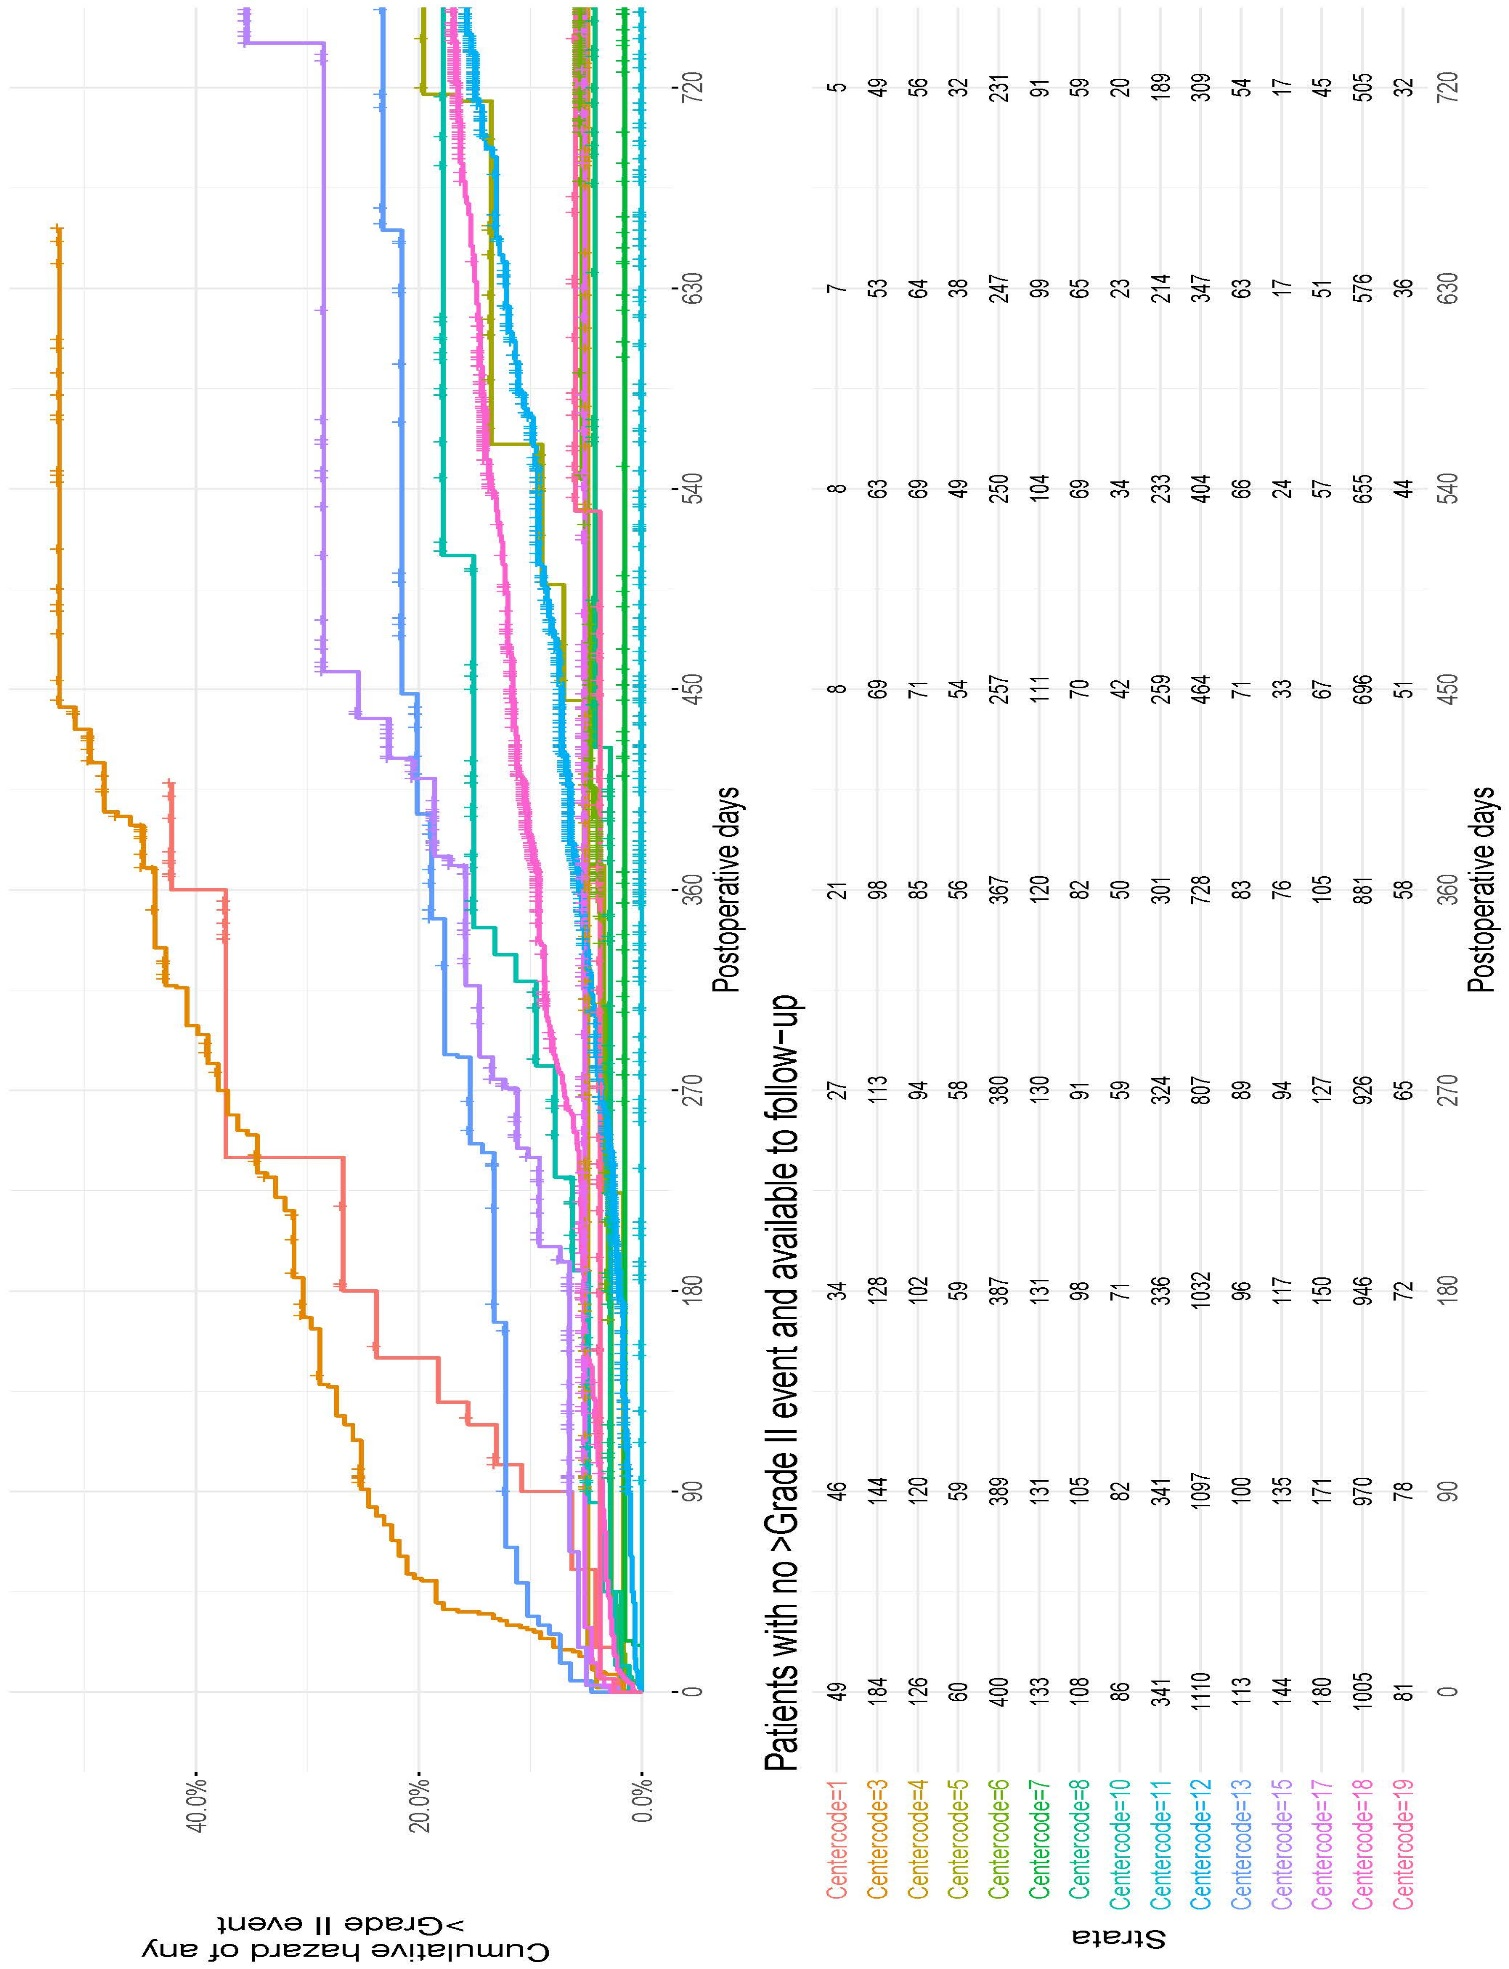 Cumulative hazard of any
>Grade II event
40.0%
20.0%
0.0%
0 90 180 270 360 450 540 630 720
Postoperative days
Patients with no >Grade II event and available to follow-up
Strata
Centercode=1 49 46 34 27 21 8 8 7 5
Centercode=3 184 144 128 113 98 69 63 53 49
Centercode=4 126 120 102 94 85 71 69 64 56
Centercode=5 60 59 59 58 56 54 49 38 32
Centercode=6 400 389 387 380 367 257 250 247 231
Centercode=7 133 131 131 130 120 111 104 99 91
Centercode=8 108 105 98 91 82 70 69 65 59
Centercode=10 86 82 71 59 50 42 34 23 20
Centercode=11 341 341 336 324 301 259 233 214 189
Centercode=12 1110 1097 1032 807 728 464 404 347 309
Centercode=13 113 100 96 89 83 71 66 63 54
Centercode=15 144 135 117 94 76 33 24 17 17
Centercode=17 180 171 150 127 105 67 57 51 45
Centercode=18 1005 970 946 926 881 696 655 576 505
Centercode=19 81 78 72 65 58 51 44 36 32
0 90 180 270 360 450 540 630 720
Postoperative days